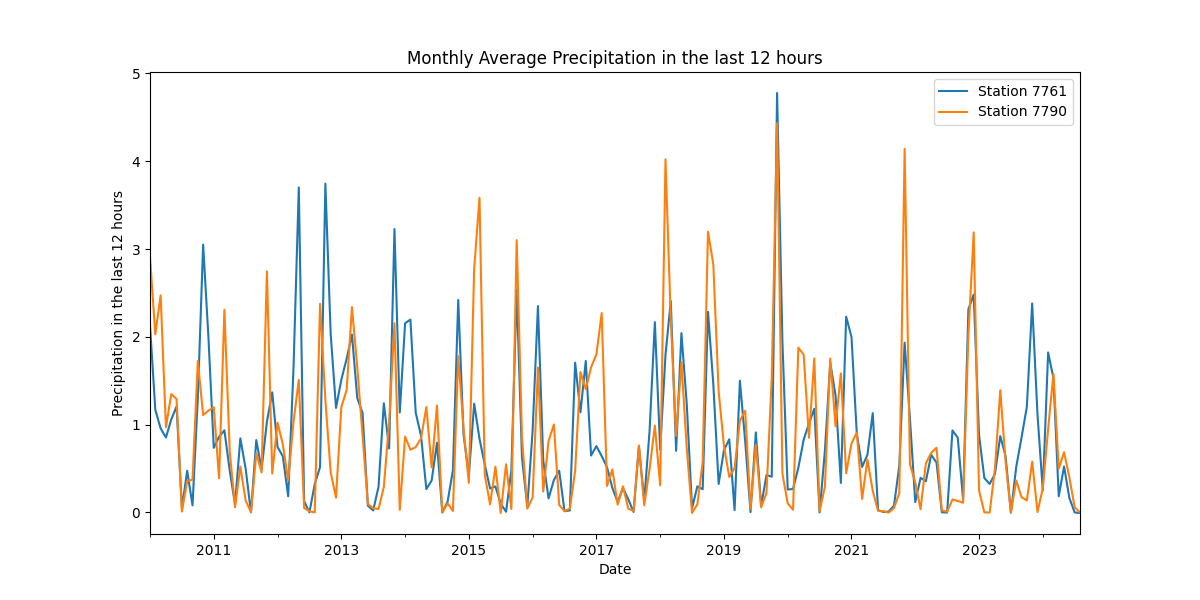 Monthly Average Precipitation in the last 12 hours
Station 7761
Station 7790
Precipitation in the last 12 hours
5
4
3
2
1
0
2011 2013 2015 2017 2019 2021 2023
Date